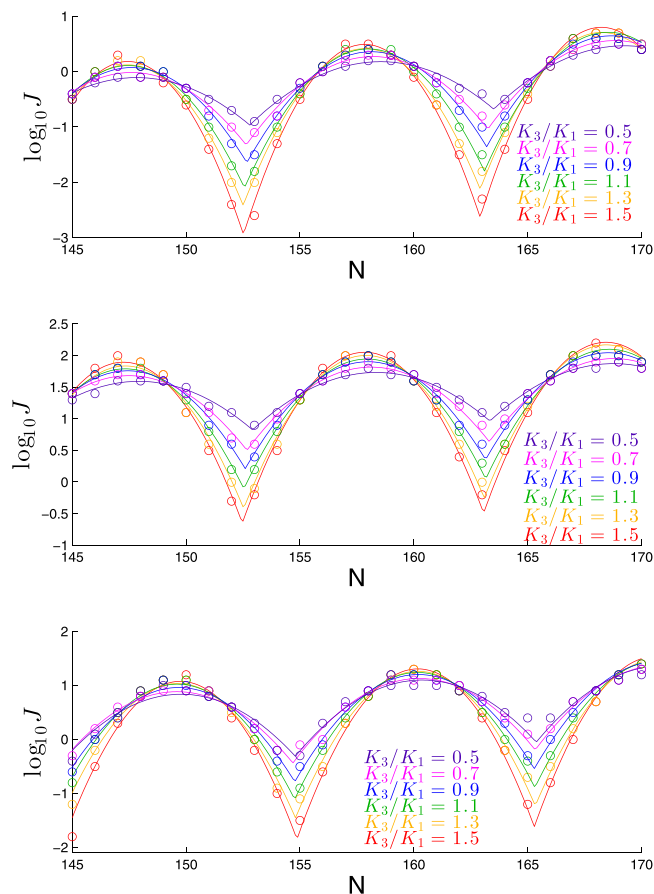 1
0
-1
-2
-3
log10 J
145 150 155 160 165 170
N
K3/K1 = 0.5
K3/K1 = 0.7
K3/K1 = 0.9
K3/K1 = 1.1
K3/K1 = 1.3
K3/K1 = 1.5
2.5
2
1.5
1
0.5
0
-0.5
-1
log10 J
145 150 155 160 165 170
N
K3/K1 = 0.5
K3/K1 = 0.7
K3/K1 = 0.9
K3/K1 = 1.1
K3/K1 = 1.3
K3/K1 = 1.5
2
1
0
-1
-2
log10 J
145 150 155 160 165 170
N
K3/K1 = 0.5
K3/K1 = 0.7
K3/K1 = 0.9
K3/K1 = 1.1
K3/K1 = 1.3
K3/K1 = 1.5